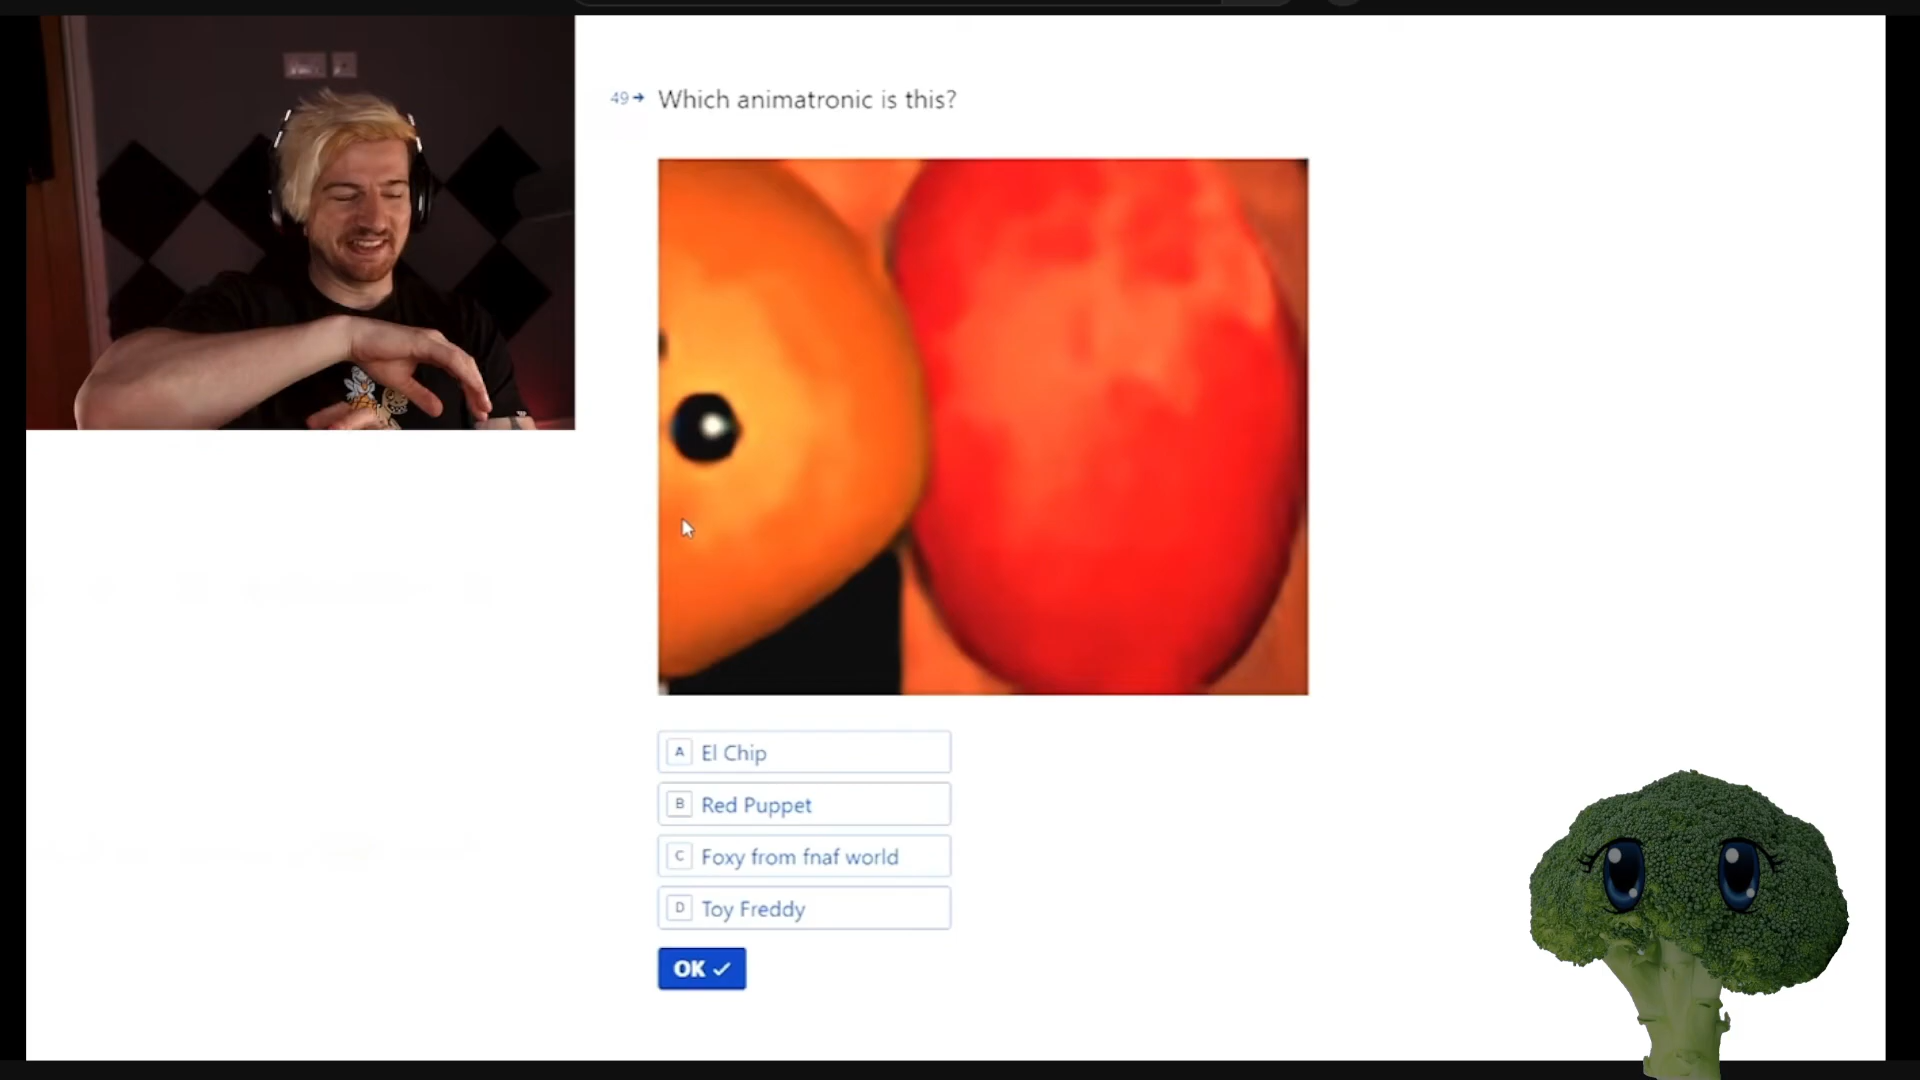 49 Which animatronic is this?
A El Chip
B Red Puppet
C Foxy from fnaf world
D Toy Freddy
OK